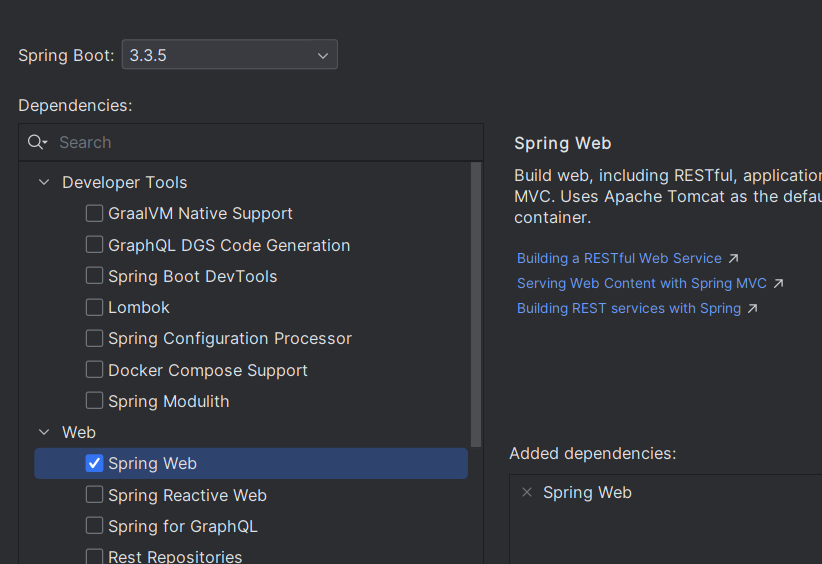 Spring Boot: 3.3.5
Dependencies:
Search
Developer Tools
GraalVM Native Support
GraphQL DGS Code Generation
Spring Boot DevTools
Lombok
Spring Configuration Processor
Docker Compose Support
Spring Modulith
Web
Spring Web
Spring Reactive Web
Spring for GraphQL
Rest Repositories
Spring Web
Build web, including RESTful, application
MVC. Uses Apache Tomcat as the defau
container.
Building a RESTful Web Service
Serving Web Content with Spring MVC
Building REST services with Spring
Added dependencies:
Spring Web